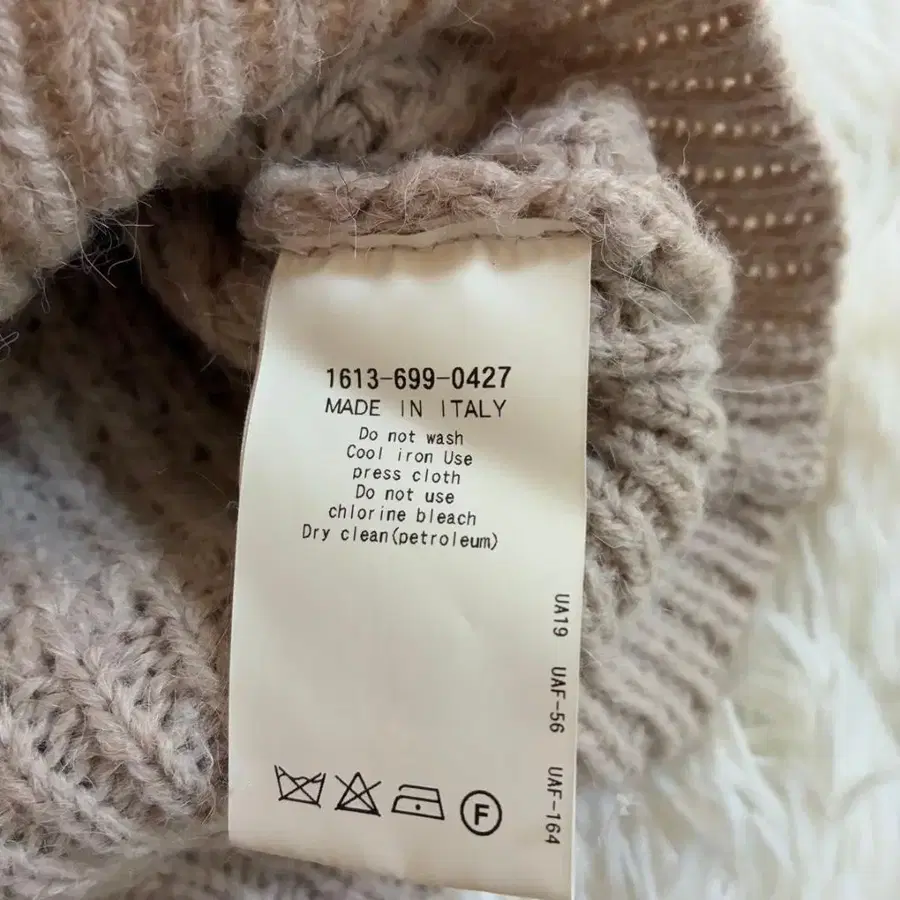 1613-699-0427
MADE IN ITALY
Do not wash
Cool iron Use
press cloth
Do not use
chlorine bleach
Dry clean(petroleum)
UA19 UAF-56 UAF-164
F